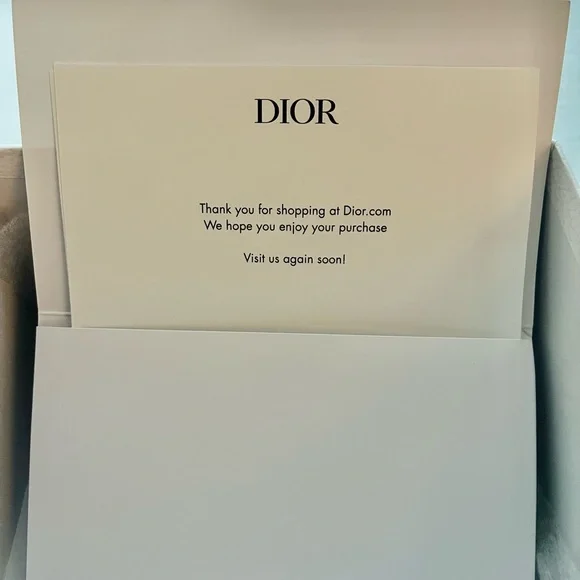 DIOR
Thank you for shopping at Dior.com
We hope you enjoy your purchase
Visit us again soon!